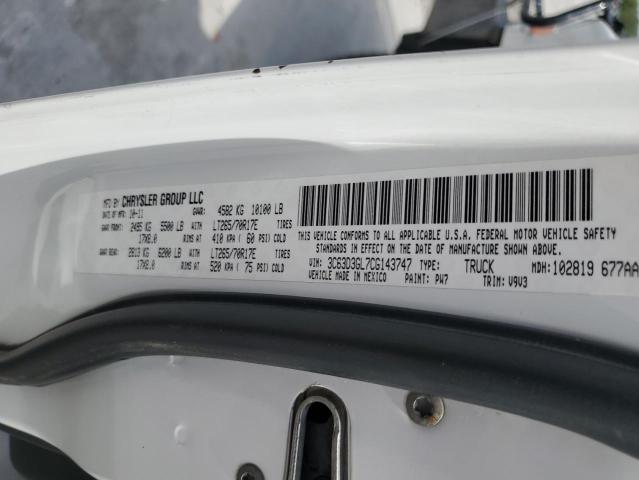 MFD BY CHRYSLER GROUP LLC
DATE OF MFR 10-11 GVWR: 4582 KG 10100 LB
GAWR FRONT: 2495 KG 5500 LB WITH LT265/70R17E TIRES
17X8.0 RIMS AT 410 KPA ( 60 PSI) COLD
GAWR REAR: 2813 KG 6200 LB WITH LT265/70R17E TIRES
17X8.0 RIMS AT 520 KPA ( 75 PSI) COLD
THIS VEHICLE CONFORMS TO ALL APPLICABLE U.S.A. FEDERAL MOTOR VEHICLE SAFETY
STANDARDS IN EFFECT ON THE DATE OF MANUFACTURE SHOWN ABOVE.
VIN: 3C63D3GL7CG143747 TYPE: TRUCK MDH:102819 677AA
VEHICLE MADE IN MEXICO PAINT: PW7 TRIM: V9V3